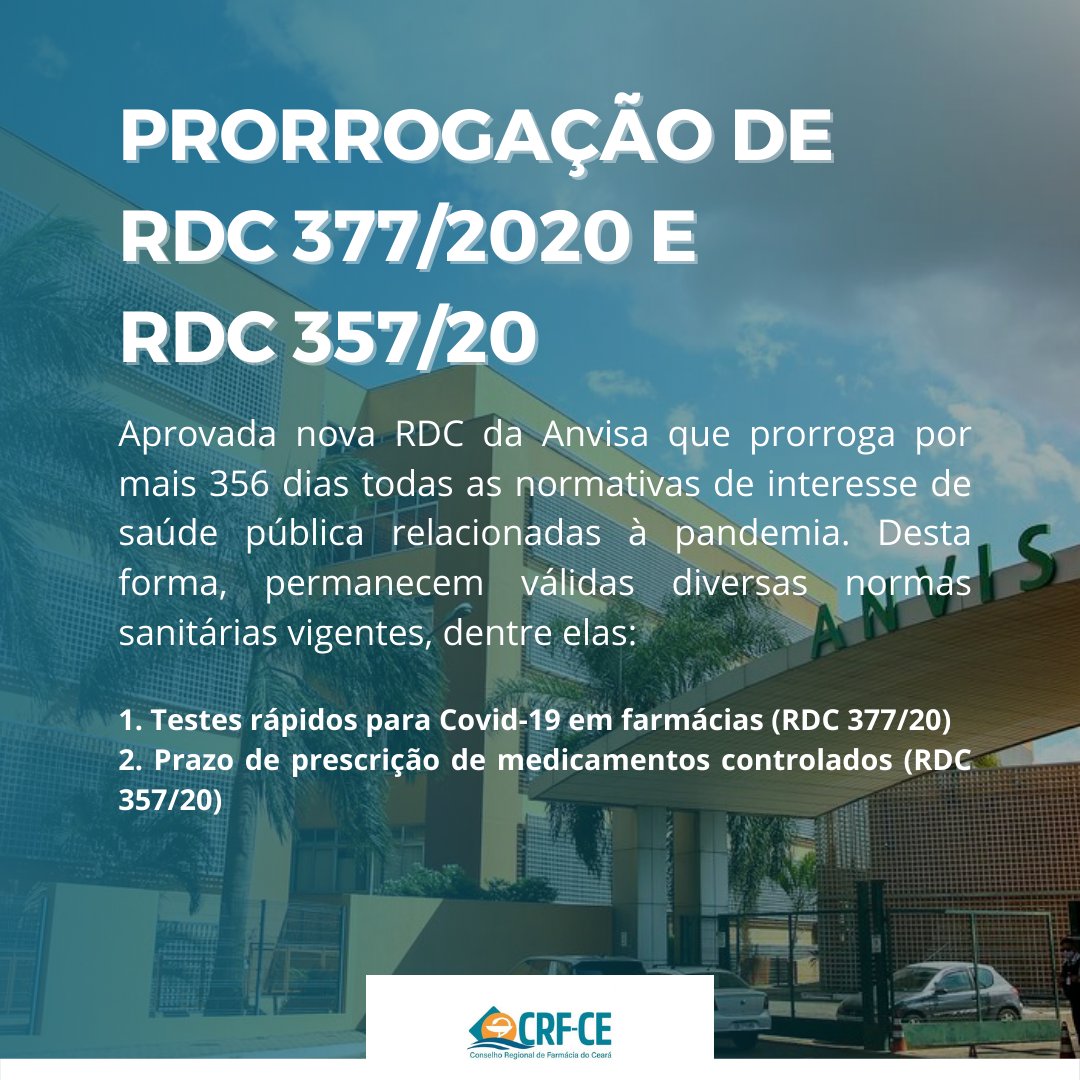 PRORROGAÇÃO DE
RDC 377/2020 E
RDC 357/20
Aprovada nova RDC da Anvisa que prorroga por
mais 356 dias todas as normativas de interesse de
saúde pública relacionadas à pandemia. Desta
forma, permanecem válidas diversas normas
sanitárias vigentes, dentre elas:
1. Testes rápidos para Covid-19 em farmácias (RDC 377/20)
2. Prazo de prescrição de medicamentos controlados (RDC
357/20)
ANVIS
CRF-CE
Conselho Regional de Farmácia do Ceará